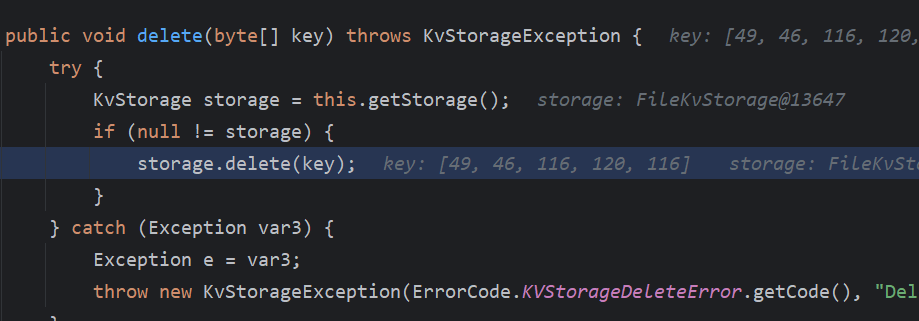 public void delete(byte[] key) throws KvStorageException {   key: [49, 46, 116, 120,
    try {
        KvStorage storage = this.getStorage();   storage: FileKvStorage@13647
        if (null != storage) {
            storage.delete(key);   key: [49, 46, 116, 120, 116]   storage: FileKvSto
        }
    } catch (Exception var3) {
        Exception e = var3;
        throw new KvStorageException(ErrorCode.KVStorageDeleteError.getCode(), "Del